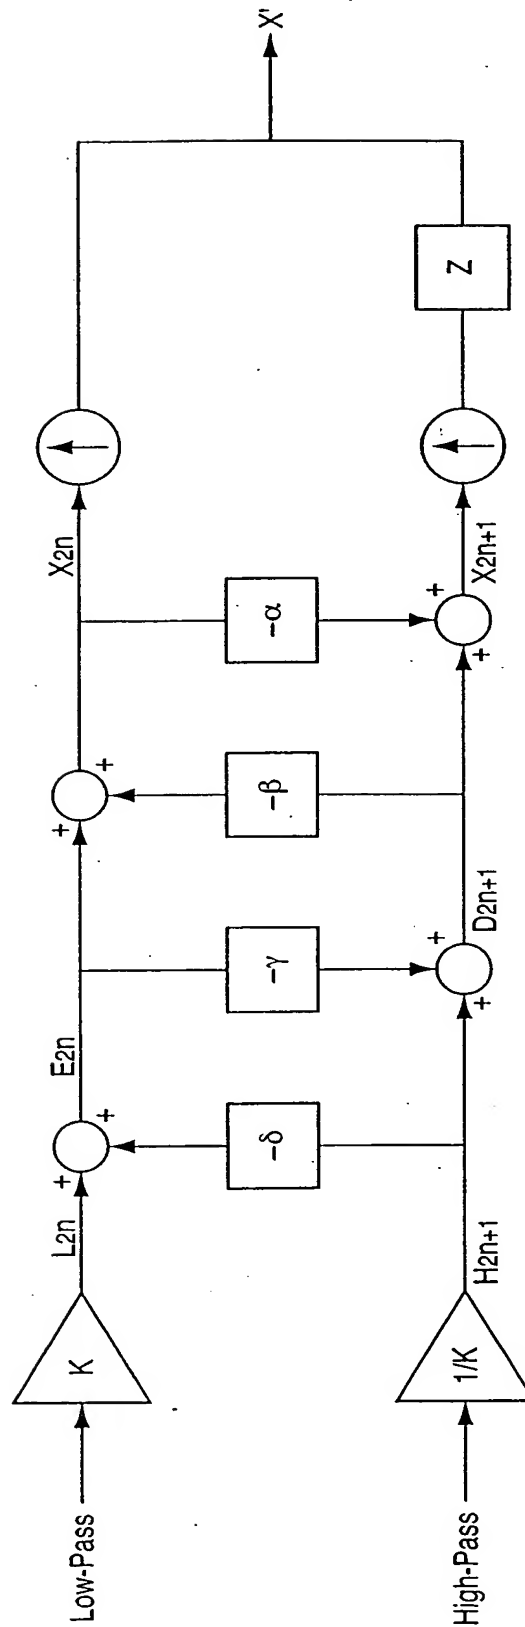 Low-Pass
K
L2n
+
+
E2n
+
+
X2n
X'
-δ
-γ
-β
-α
Z
High-Pass
1/K
H2n+1
+
+
D2n+1
+
+
X2n+1